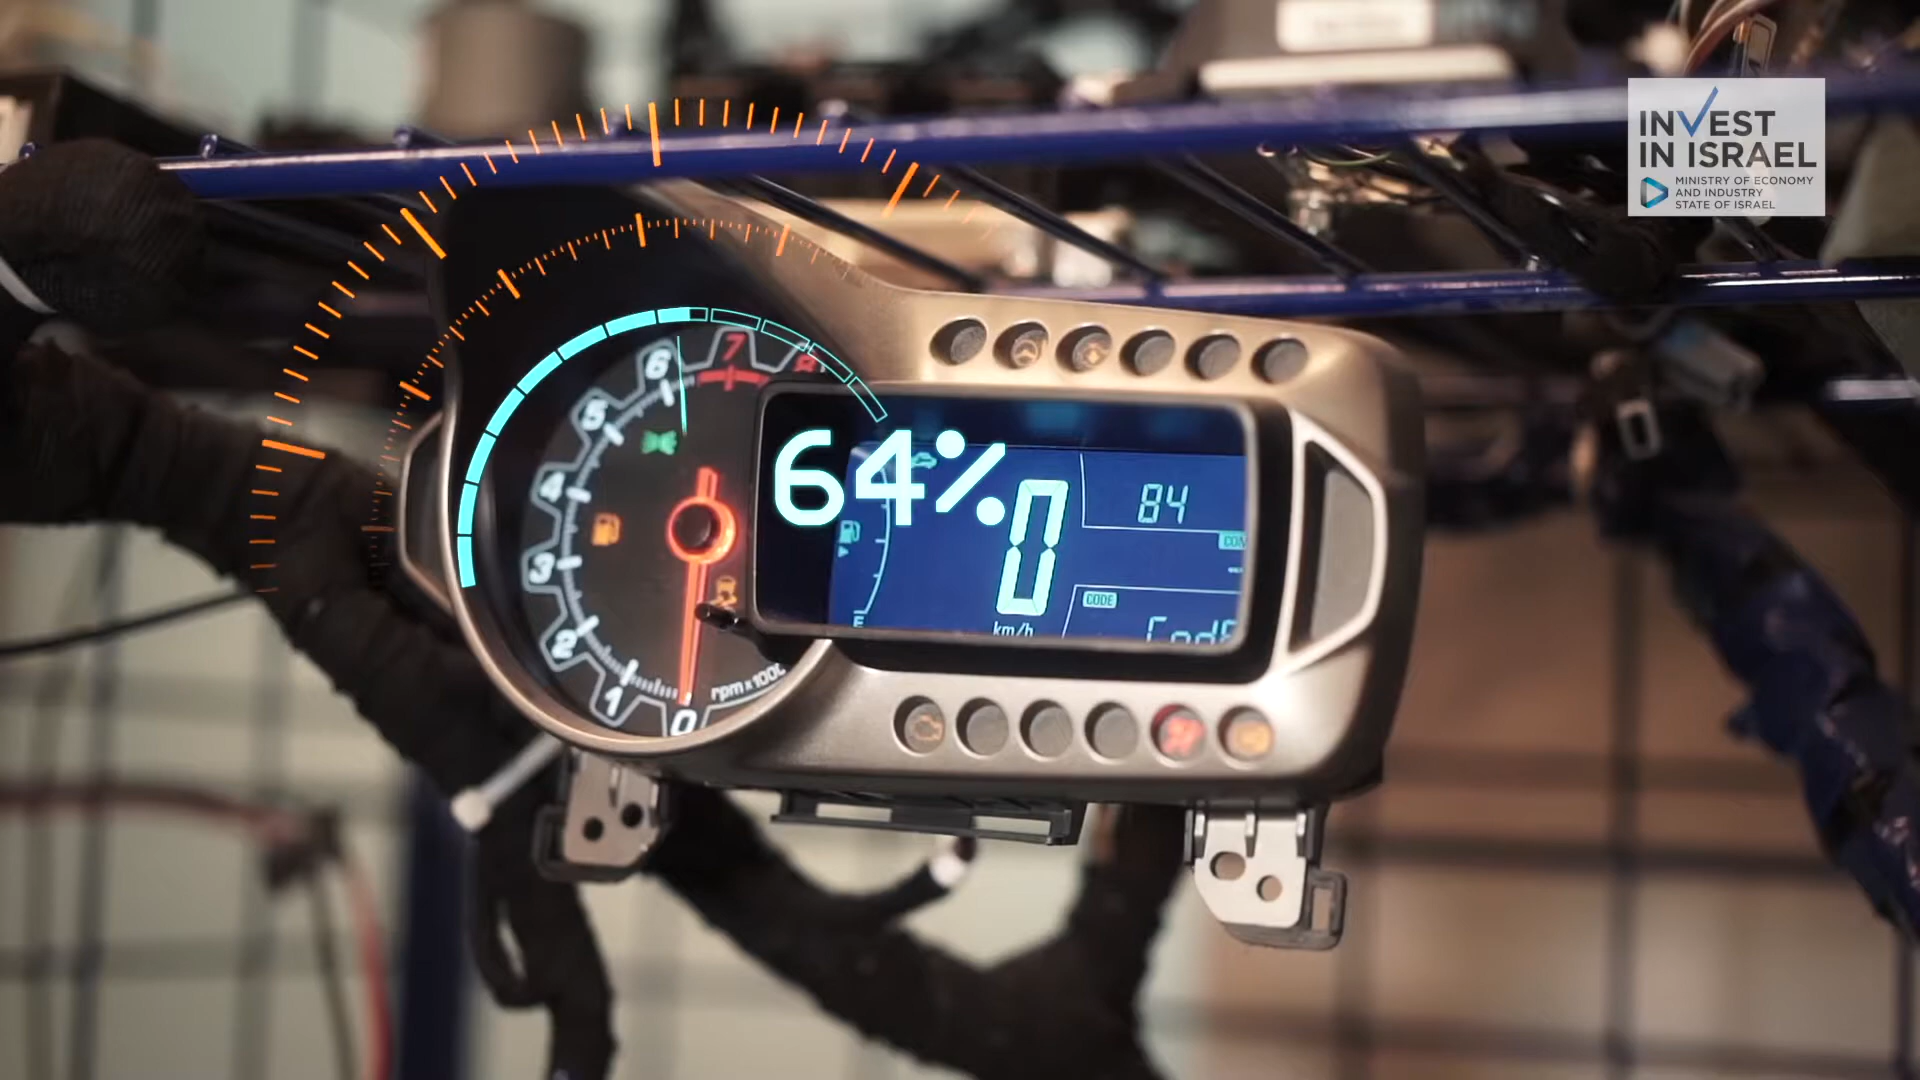 INVEST
IN ISRAEL
MINISTRY OF ECONOMY
AND INDUSTRY
STATE OF ISRAEL
7
8
6
5
64%
84
4
0
3
E
CODE
km/h
2
rpm x 1000
1
0